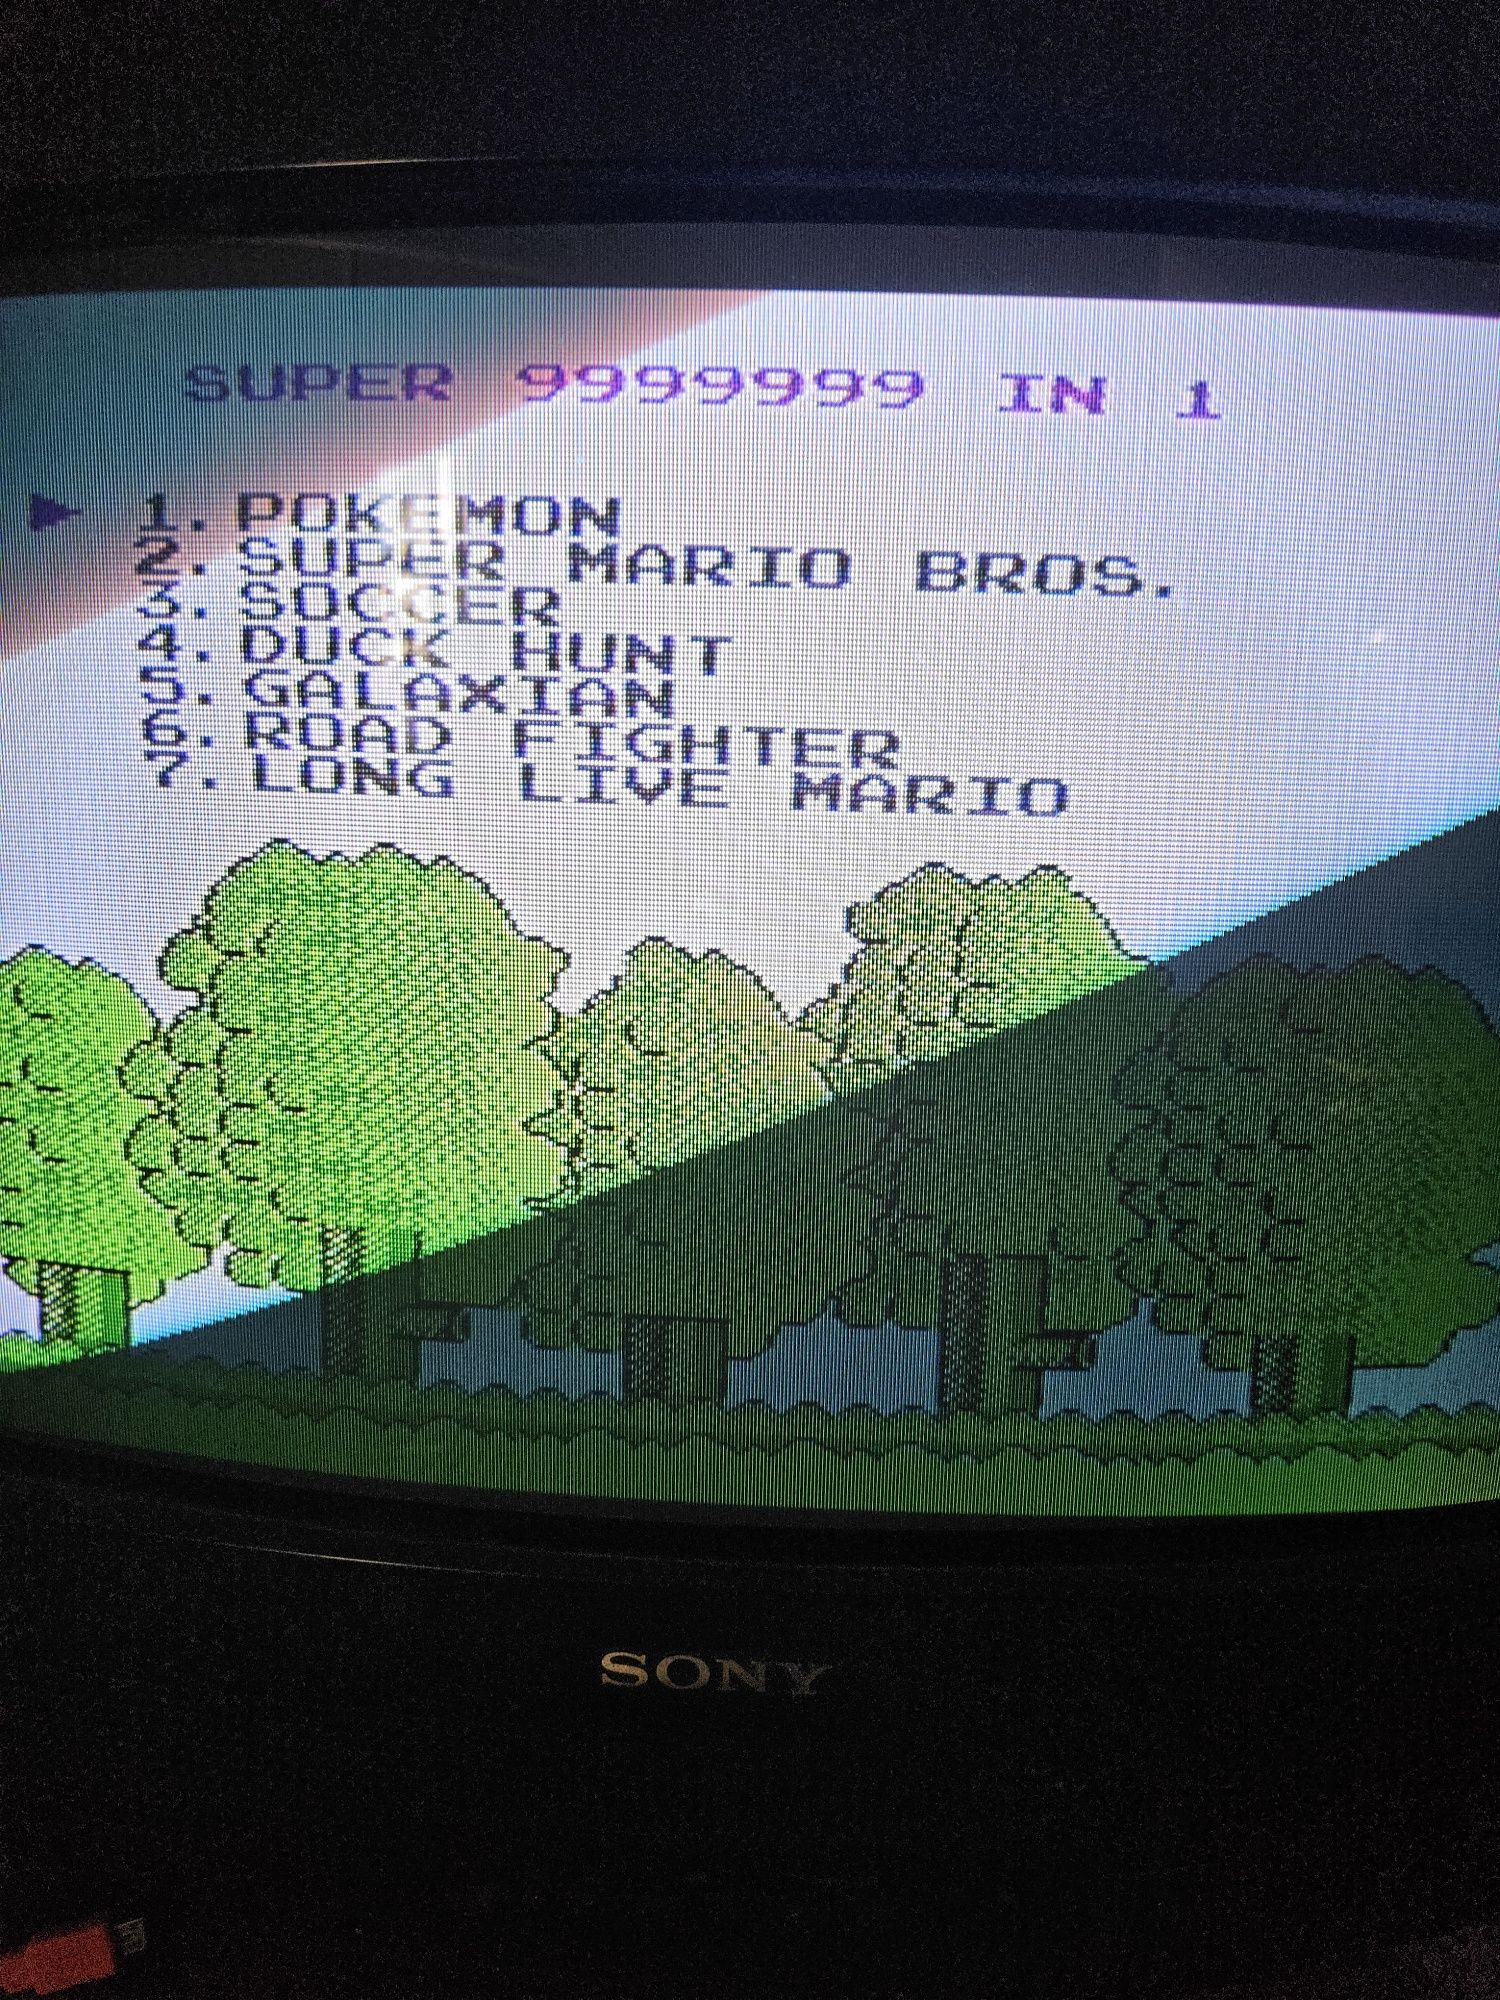 SUPER 9999999 IN 1
1. POKEMON
2. SUPER MARIO BROS.
3. SOCCER
4. DUCK HUNT
5. GALAXIAN
6. ROAD FIGHTER
7. LONG LIVE MARIO
SONY